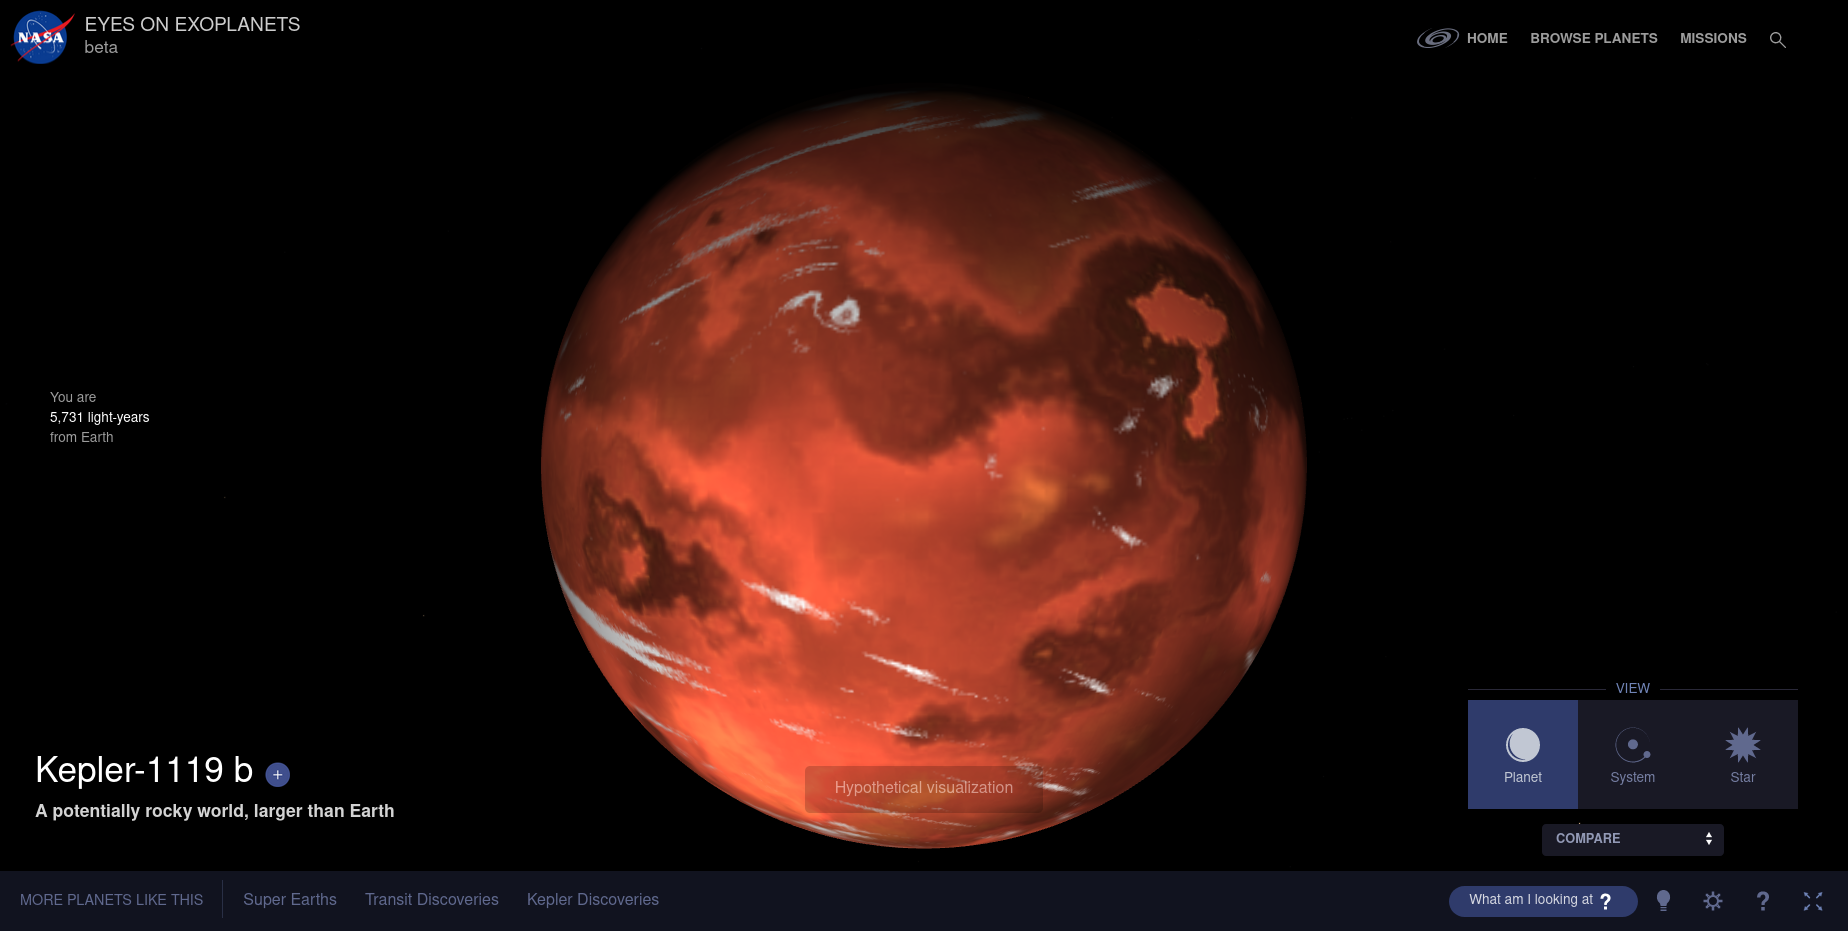 NASA
EYES ON EXOPLANETS
beta
HOME
BROWSE PLANETS
MISSIONS
You are
5,731 light-years
from Earth
Kepler-1119 b +
A potentially rocky world, larger than Earth
Hypothetical visualization
VIEW
Planet
System
Star
COMPARE
MORE PLANETS LIKE THIS
Super Earths
Transit Discoveries
Kepler Discoveries
What am I looking at ?
?